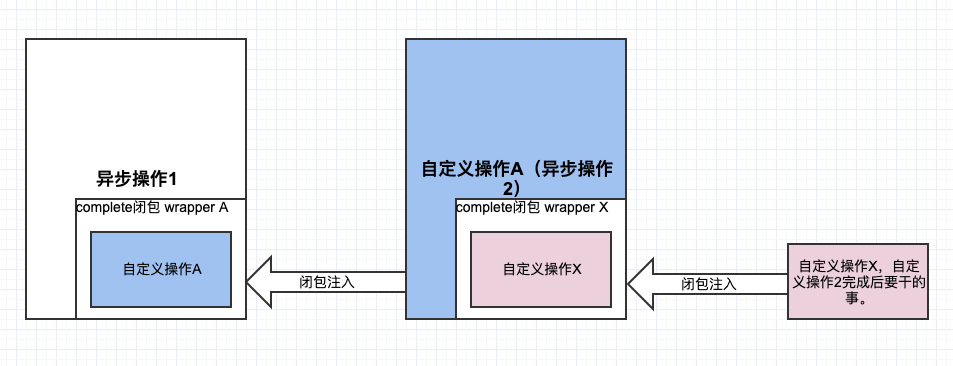 异步操作1
complete闭包 wrapper A
自定义操作A
闭包注入
自定义操作A（异步操作
2）
complete闭包 wrapper X
自定义操作X
闭包注入
自定义操作X，自定
义操作2完成后要干的
事。